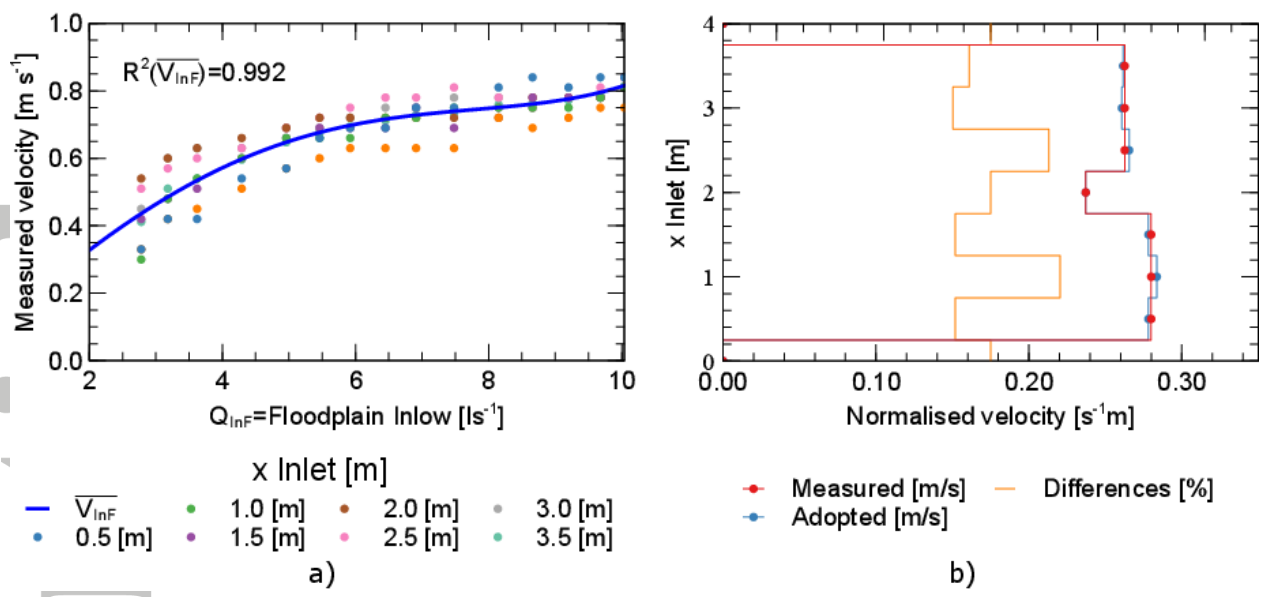 R²(V̅InF)=0.992
Measured velocity [m s⁻¹]
1.0
0.8
0.6
0.4
0.2
0.0
2 4 6 8 10
QInF=Floodplain Inlow [ls⁻¹]
x Inlet [m]
V̅InF 1.0 [m] 2.0 [m] 3.0 [m]
0.5 [m] 1.5 [m] 2.5 [m] 3.5 [m]
a)
x Inlet [m]
4
3
2
1
0
0.00 0.10 0.20 0.30
Normalised velocity [s⁻¹m]
Measured [m/s] Differences [%]
Adopted [m/s]
b)